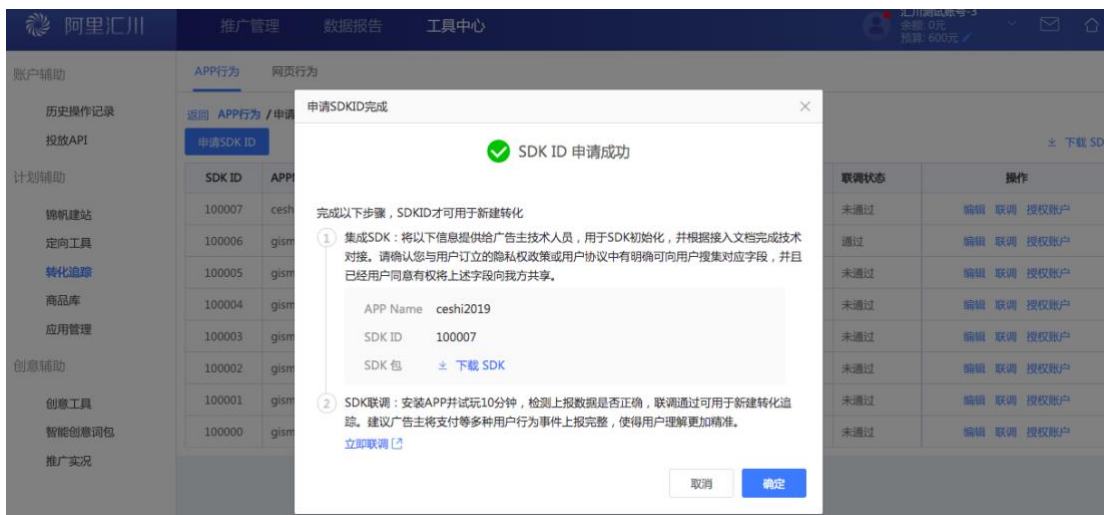 阿里汇川
推广管理
数据报告
工具中心
汇川测试账号-3
余额: 0元
预算: 600元
账户辅助
历史操作记录
投放API
计划辅助
锦帆建站
定向工具
转化追踪
商品库
应用管理
创意辅助
创意工具
智能创意词包
推广实况
APP行为 网页行为
返回 APP行为 / 申请
申请SDK ID
下载 SD
SDK ID APP 联调状态 操作
100007 cesh 未通过 编辑 联调 授权账户
100006 gism 通过 编辑 联调 授权账户
100005 gism 未通过 编辑 联调 授权账户
100004 gism 未通过 编辑 联调 授权账户
100003 gism 未通过 编辑 联调 授权账户
100002 gism 未通过 编辑 联调 授权账户
100001 gism 未通过 编辑 联调 授权账户
100000 gism 未通过 编辑 联调 授权账户
申请SDKID完成
SDK ID 申请成功
完成以下步骤，SDKID才可用于新建转化
1 集成SDK：将以下信息提供给广告主技术人员，用于SDK初始化，并根据接入文档完成技术
对接。请确认您与用户订立的隐私权政策或用户协议中有明确可向用户搜集对应字段，并且
已经用户同意有权将上述字段向我方共享。
APP Name ceshi2019
SDK ID 100007
SDK 包 下载 SDK
2 SDK联调：安装APP并试玩10分钟，检测上报数据是否正确，联调通过可用于新建转化追
踪。建议广告主将支付等多种用户行为事件上报完整，使得用户理解更加精准。
立即联调
取消 确定